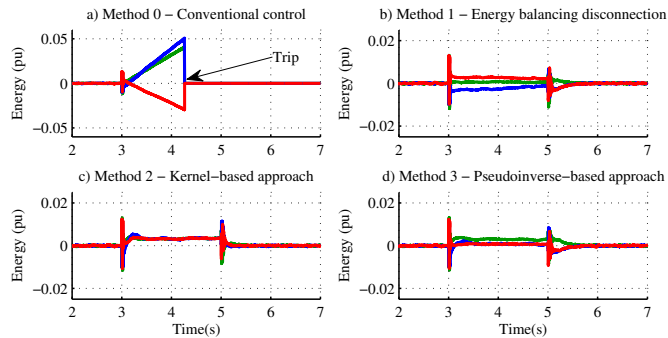 a) Method 0 − Conventional control
b) Method 1 − Energy balancing disconnection
Energy (pu)
0.05
0
−0.05
Trip
2 3 4 5 6 7
Energy (pu)
0.02
0
−0.02
2 3 4 5 6 7
c) Method 2 − Kernel-based approach
d) Method 3 − Pseudoinverse-based approach
Energy (pu)
0.02
0
−0.02
2 3 4 5 6 7
Time(s)
Energy (pu)
0.02
0
−0.02
2 3 4 5 6 7
Time(s)